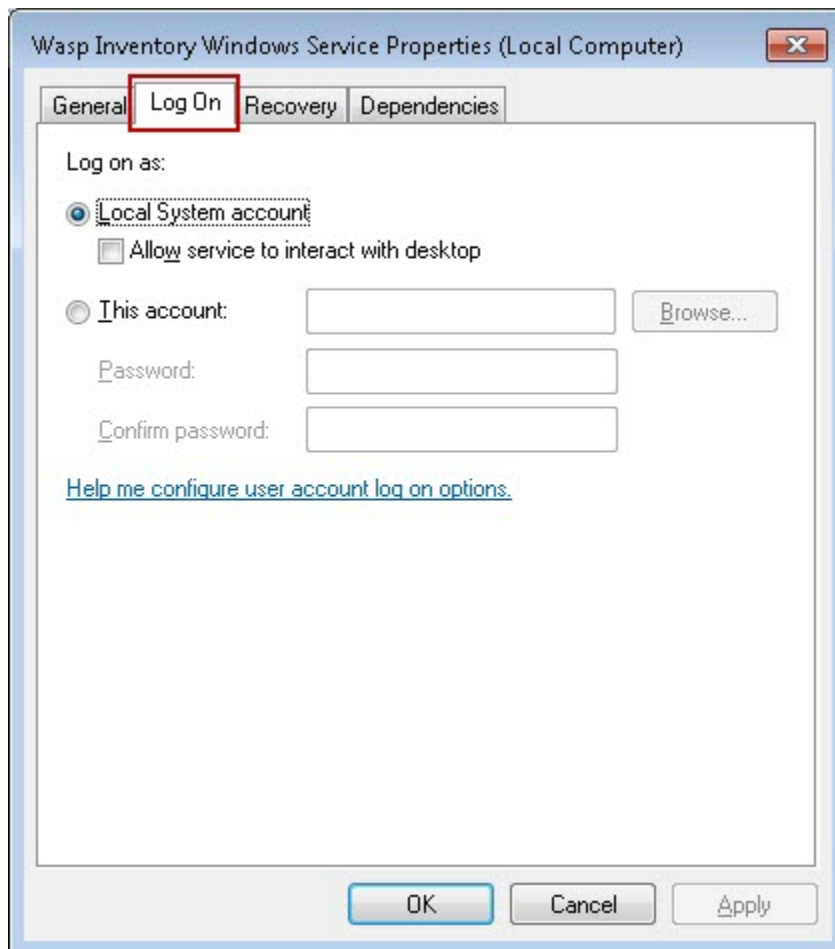 Wasp Inventory Windows Service Properties (Local Computer)
General Log On Recovery Dependencies
Log on as:
Local System account
Allow service to interact with desktop
This account: Browse...
Password:
Confirm password:
Help me configure user account log on options.
OK Cancel Apply